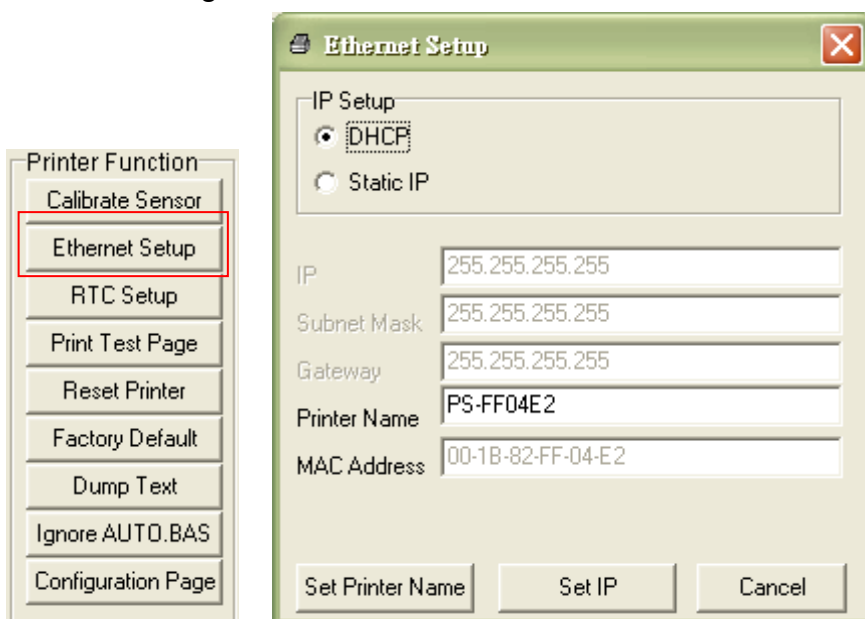 Printer Function
Calibrate Sensor
Ethernet Setup
RTC Setup
Print Test Page
Reset Printer
Factory Default
Dump Text
Ignore AUTO.BAS
Configuration Page
Ethernet Setup
IP Setup
DHCP
Static IP
IP 255.255.255.255
Subnet Mask 255.255.255.255
Gateway 255.255.255.255
Printer Name PS-FF04E2
MAC Address 00-1B-82-FF-04-E2
Set Printer Name Set IP Cancel